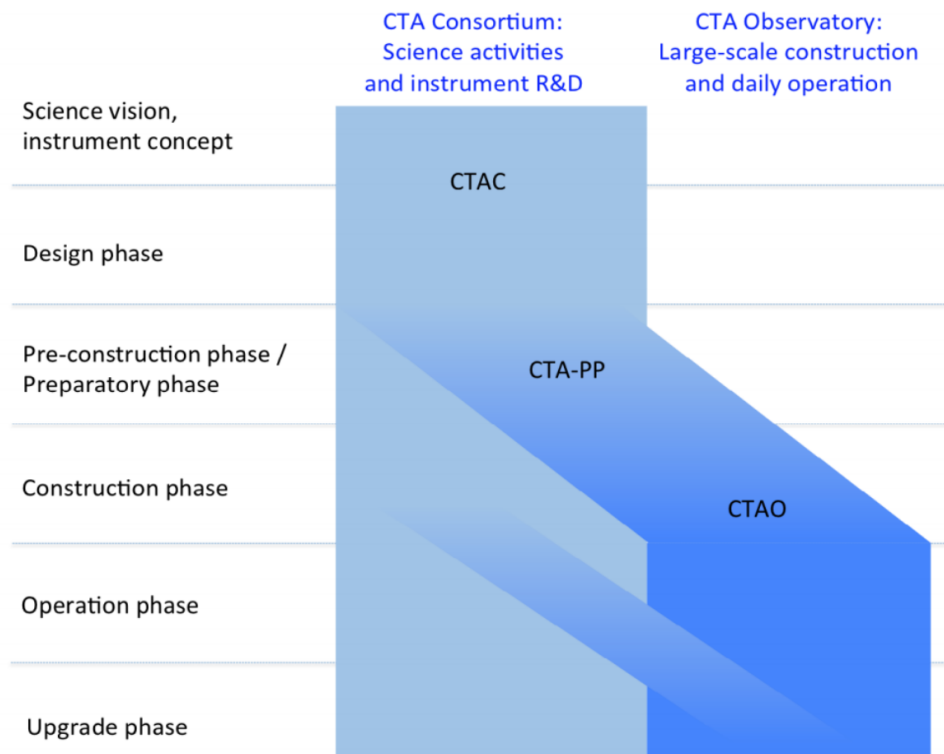 CTA Consortium:
Science activities
and instrument R&D
CTA Observatory:
Large-scale construction
and daily operation
Science vision,
instrument concept
CTAC
Design phase
Pre-construction phase /
Preparatory phase
CTA-PP
Construction phase
CTAO
Operation phase
Upgrade phase